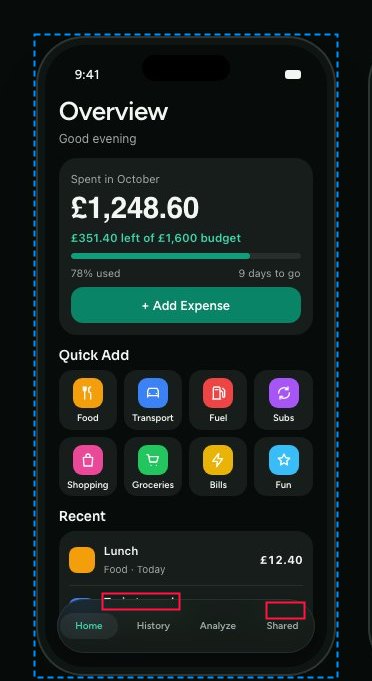 9:41
Overview
Good evening
Spent in October
£1,248.60
£351.40 left of £1,600 budget
78% used 9 days to go
+ Add Expense
Quick Add
Food Transport Fuel Subs
Shopping Groceries Bills Fun
Recent
Lunch
£12.40
Food · Today
Home History Analyze Shared